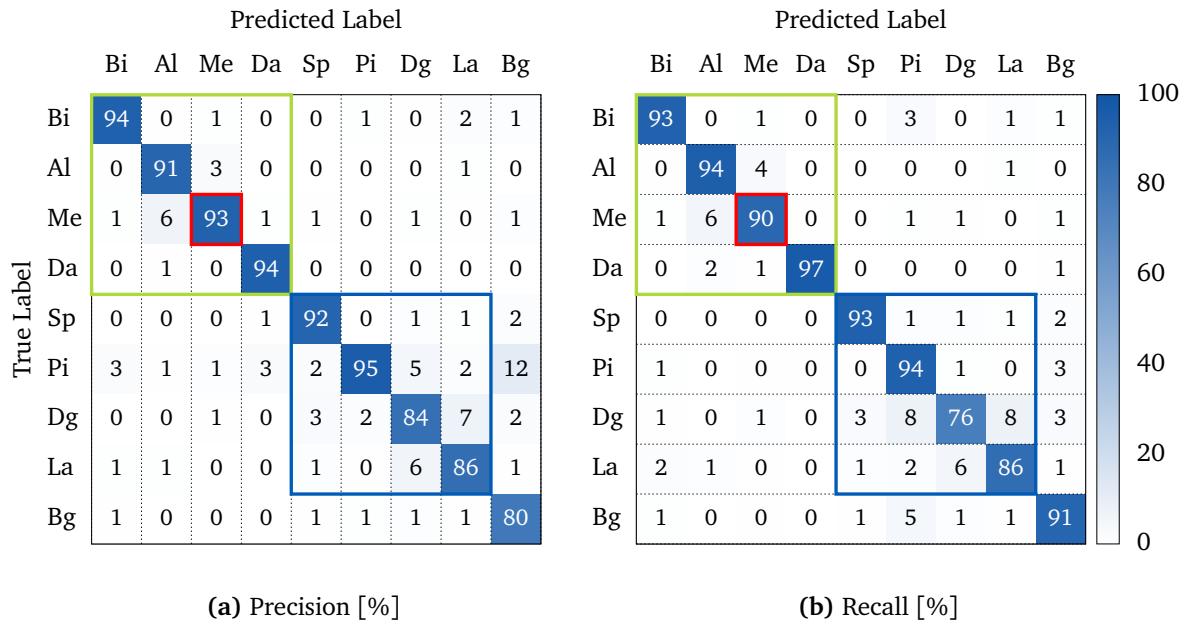 Predicted Label Predicted Label
Bi Al Me Da Sp Pi Dg La Bg Bi Al Me Da Sp Pi Dg La Bg
True Label
Bi 94 0 1 0 0 1 0 2 1 93 0 1 0 0 3 0 1 1 100
Al 0 91 3 0 0 0 0 1 0 0 94 4 0 0 0 0 1 0
80
Me 1 6 93 1 1 0 1 0 1 1 6 90 0 0 1 1 0 1
Da 0 1 0 94 0 0 0 0 0 0 2 1 97 0 0 0 0 1
60
Sp 0 0 0 1 92 0 1 1 2 0 0 0 0 93 1 1 1 2
40
Pi 3 1 1 3 2 95 5 2 12 1 0 0 0 0 94 1 0 3
Dg 0 0 1 0 3 2 84 7 2 1 0 1 0 3 8 76 8 3
20
La 1 1 0 0 1 0 6 86 1 2 1 0 0 1 2 6 86 1
Bg 1 0 0 0 1 1 1 1 80 1 0 0 0 1 5 1 1 91
0
(a) Precision [%] (b) Recall [%]